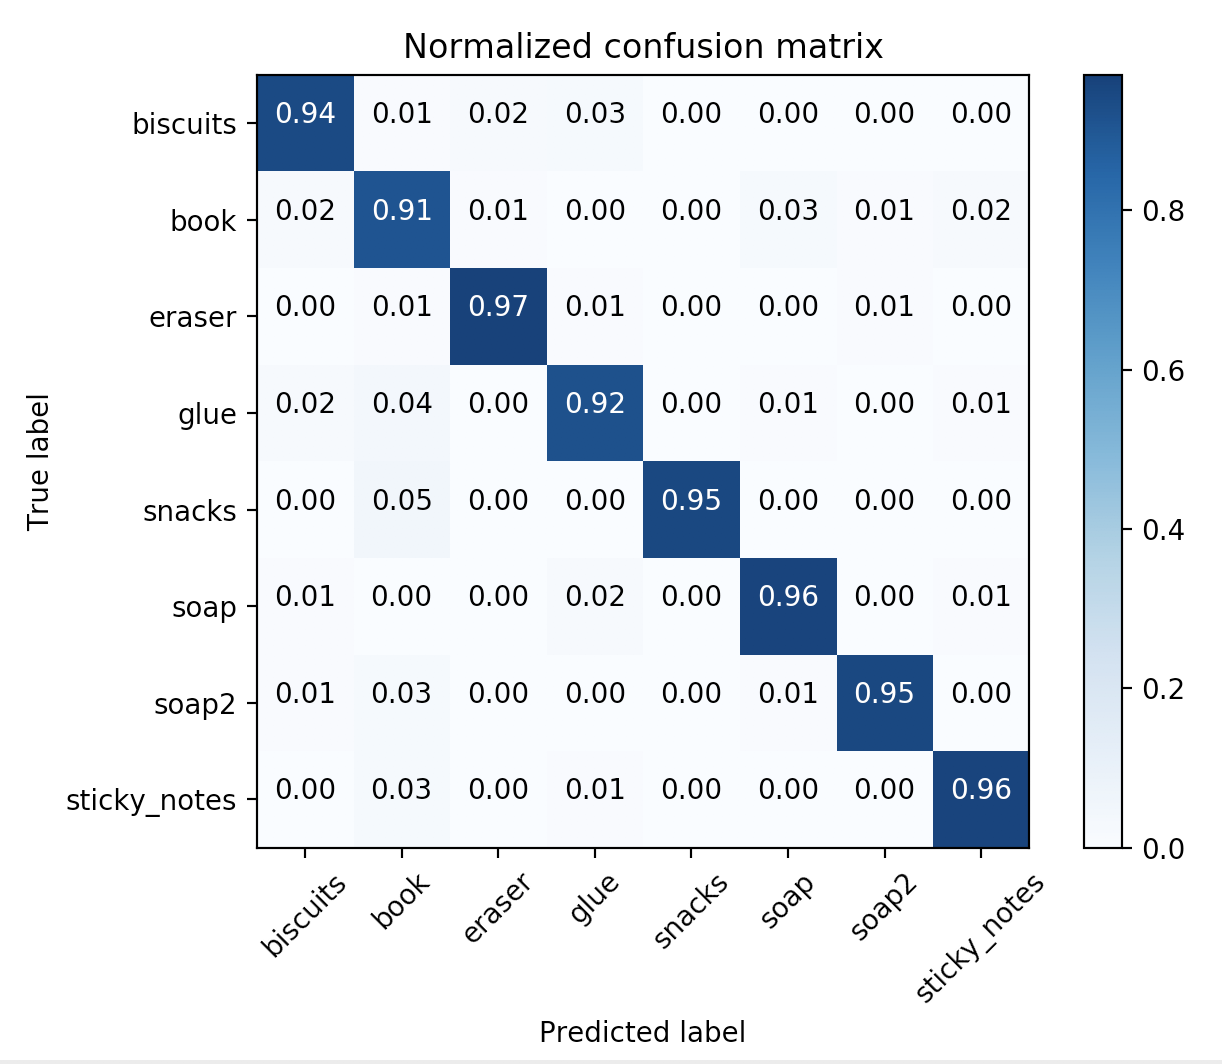 Normalized confusion matrix
biscuits 0.94 0.01 0.02 0.03 0.00 0.00 0.00 0.00
book 0.02 0.91 0.01 0.00 0.00 0.03 0.01 0.02
eraser 0.00 0.01 0.97 0.01 0.00 0.00 0.01 0.00
glue 0.02 0.04 0.00 0.92 0.00 0.01 0.00 0.01
snacks 0.00 0.05 0.00 0.00 0.95 0.00 0.00 0.00
soap 0.01 0.00 0.00 0.02 0.00 0.96 0.00 0.01
soap2 0.01 0.03 0.00 0.00 0.00 0.01 0.95 0.00
sticky_notes 0.00 0.03 0.00 0.01 0.00 0.00 0.00 0.96
True label
biscuits book eraser glue snacks soap soap2 sticky_notes
Predicted label
0.8
0.6
0.4
0.2
0.0